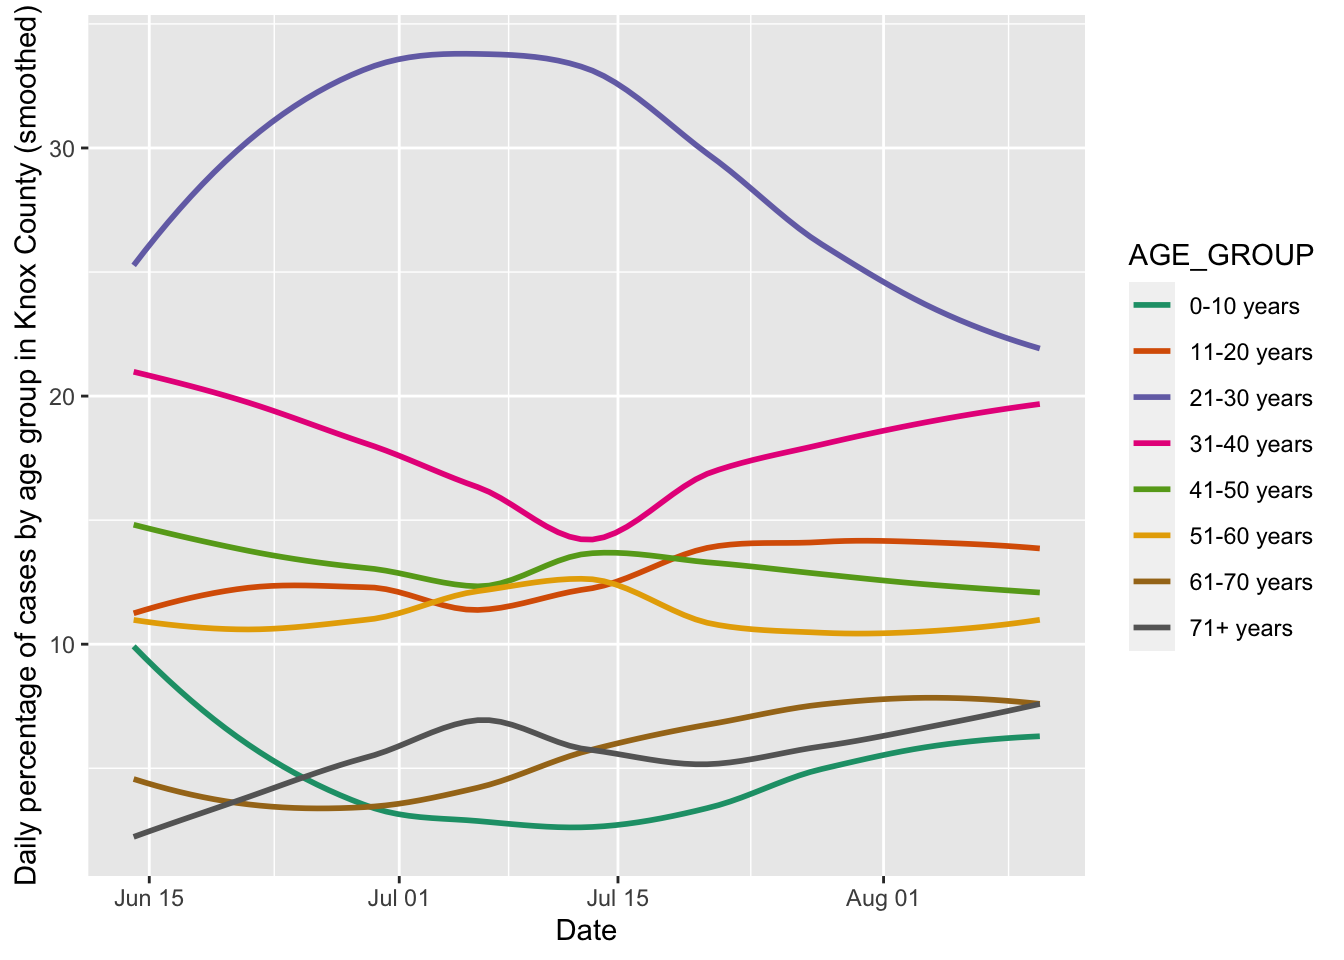 Daily percentage of cases by age group in Knox County (smoothed)
30
20
10
Jun 15
Jul 01
Jul 15
Aug 01
Date
AGE_GROUP
0-10 years
11-20 years
21-30 years
31-40 years
41-50 years
51-60 years
61-70 years
71+ years